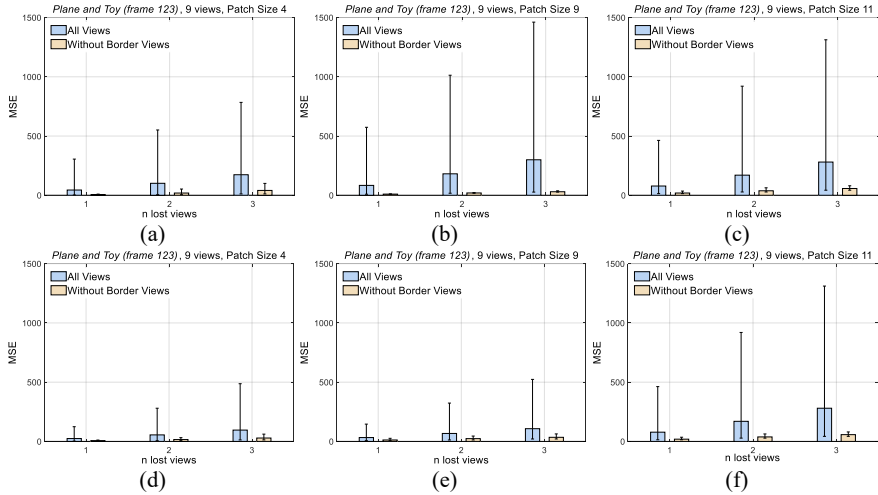 Plane and Toy (frame 123), 9 views, Patch Size 4
1500
1000
500
0
MSE
All Views
Without Border Views
1 2 3
n lost views
(a)
Plane and Toy (frame 123), 9 views, Patch Size 9
1500
1000
500
0
MSE
All Views
Without Border Views
1 2 3
n lost views
(b)
Plane and Toy (frame 123), 9 views, Patch Size 11
1500
1000
500
0
MSE
All Views
Without Border Views
1 2 3
n lost views
(c)
Plane and Toy (frame 123), 9 views, Patch Size 4
1500
1000
500
0
MSE
All Views
Without Border Views
1 2 3
n lost views
(d)
Plane and Toy (frame 123), 9 views, Patch Size 9
1500
1000
500
0
MSE
All Views
Without Border Views
1 2 3
n lost views
(e)
Plane and Toy (frame 123), 9 views, Patch Size 11
1500
1000
500
0
MSE
All Views
Without Border Views
1 2 3
n lost views
(f)